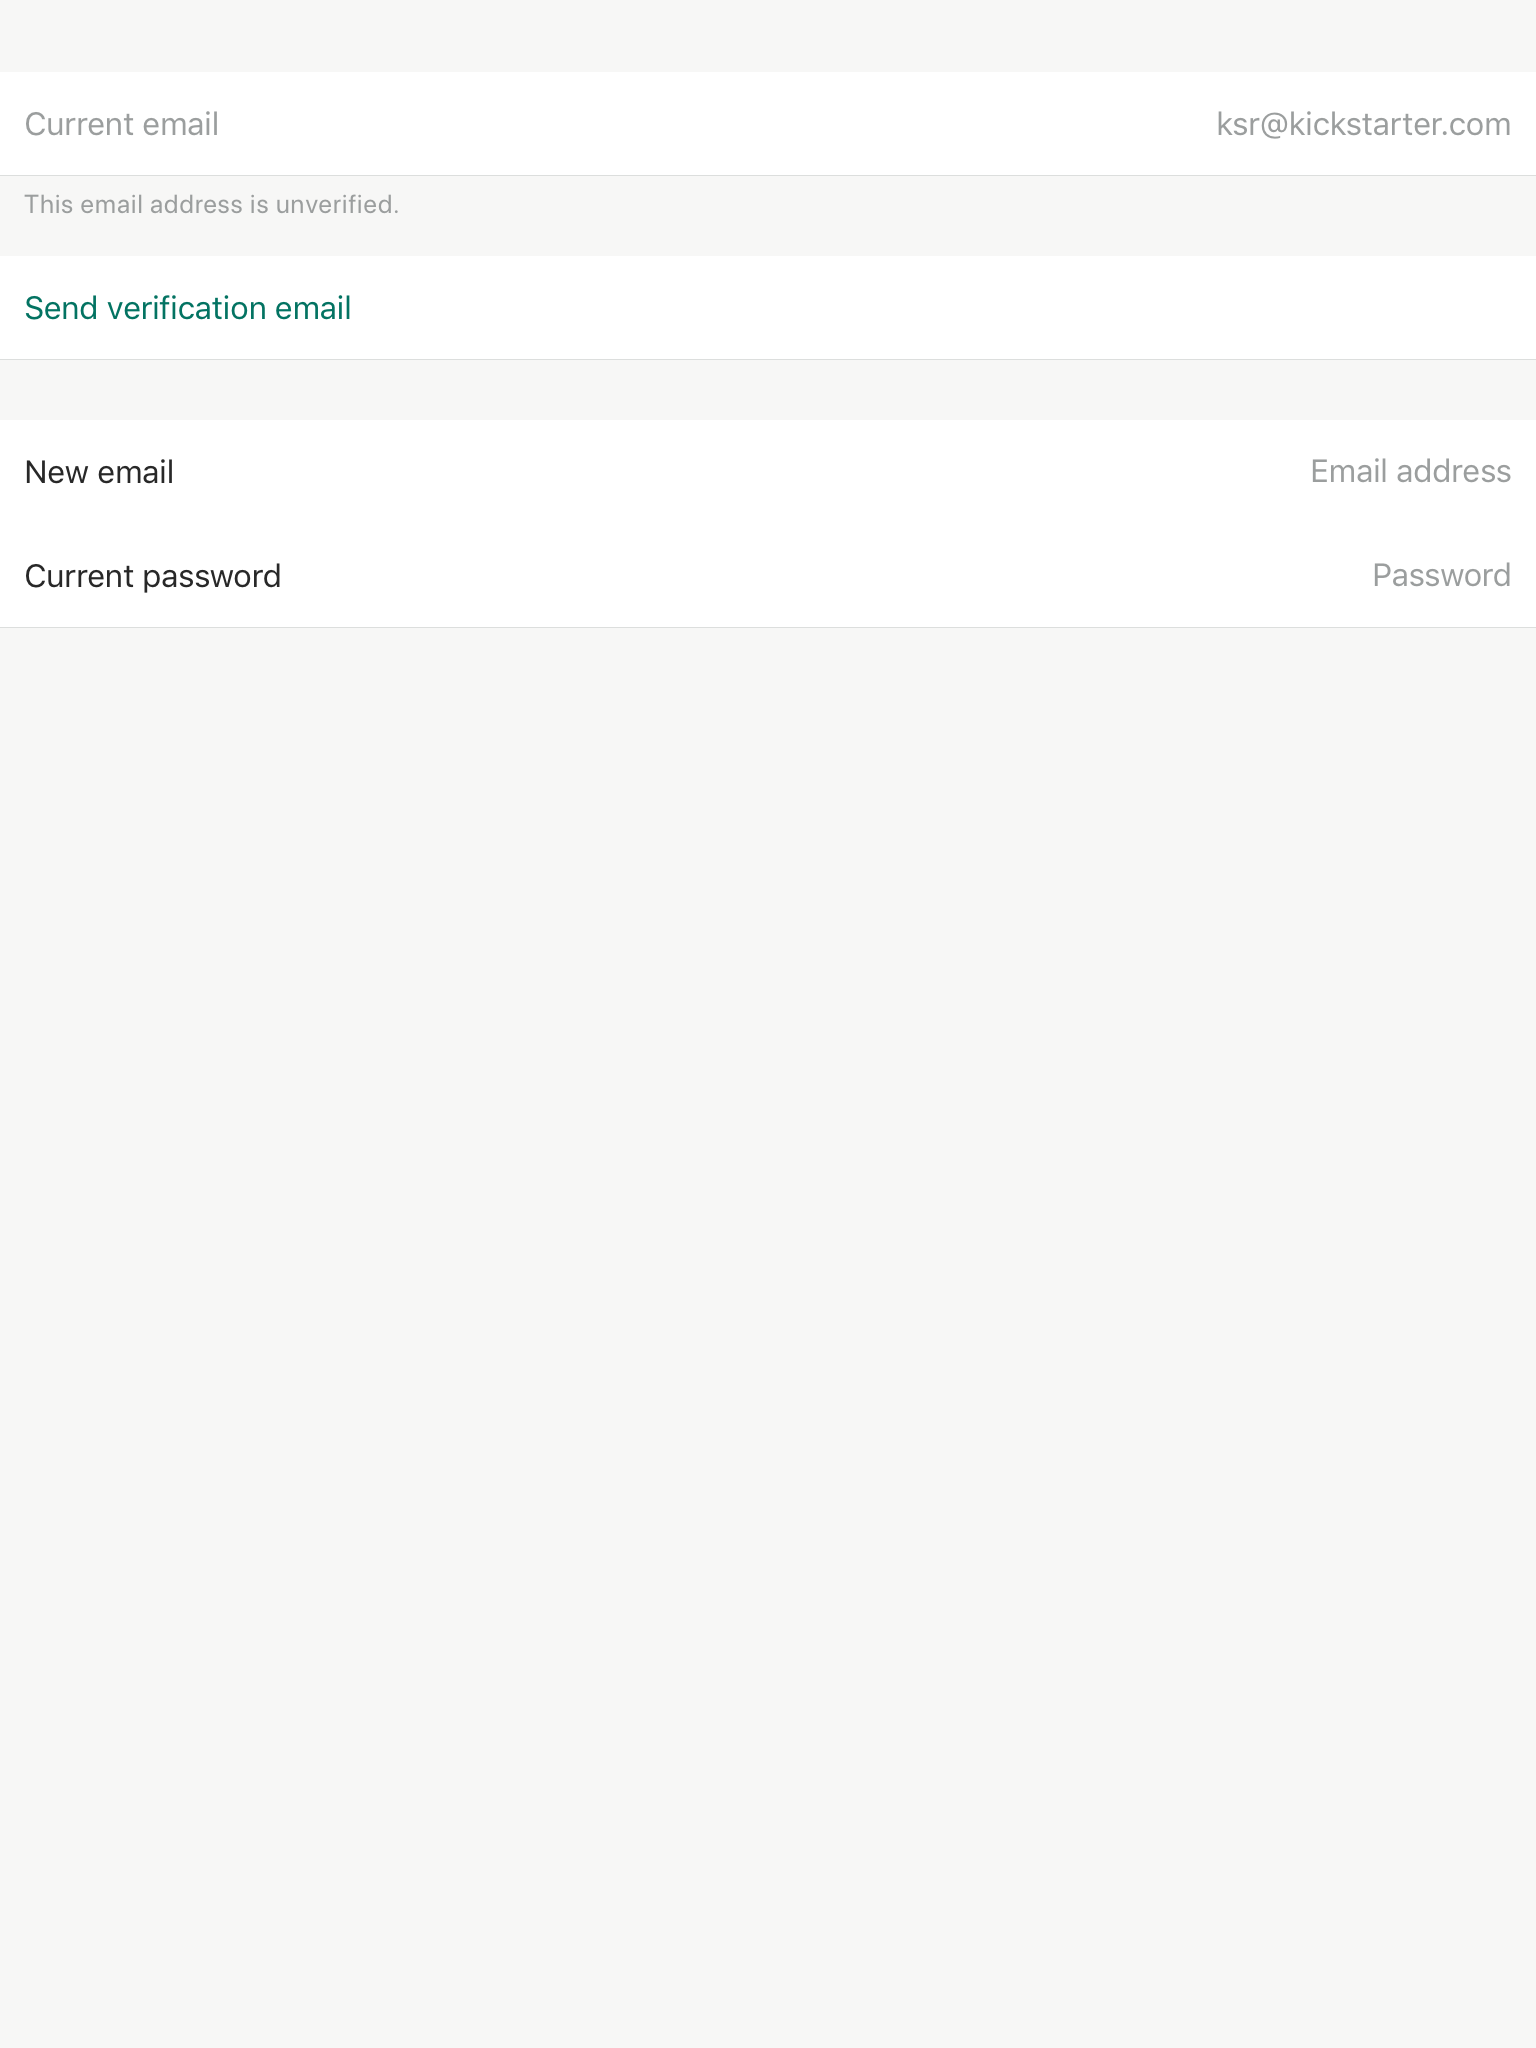 Current email ksr@kickstarter.com
This email address is unverified.
Send verification email
New email Email address
Current password Password